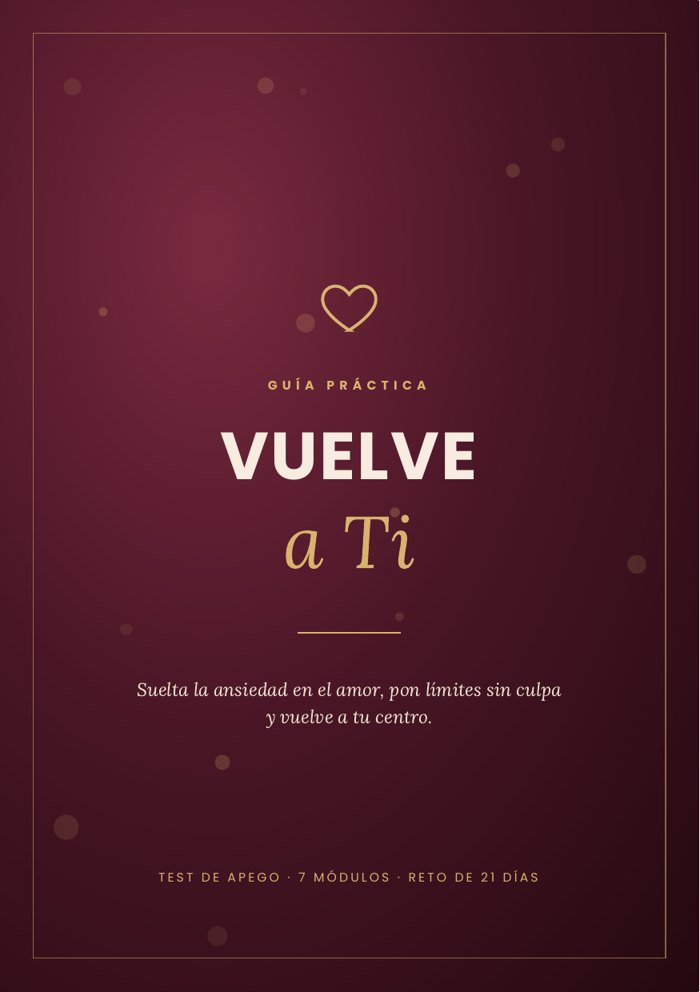 GUÍA PRÁCTICA
VUELVE
a Ti
Suelta la ansiedad en el amor, pon límites sin culpa
y vuelve a tu centro.
TEST DE APEGO · 7 MÓDULOS · RETO DE 21 DÍAS